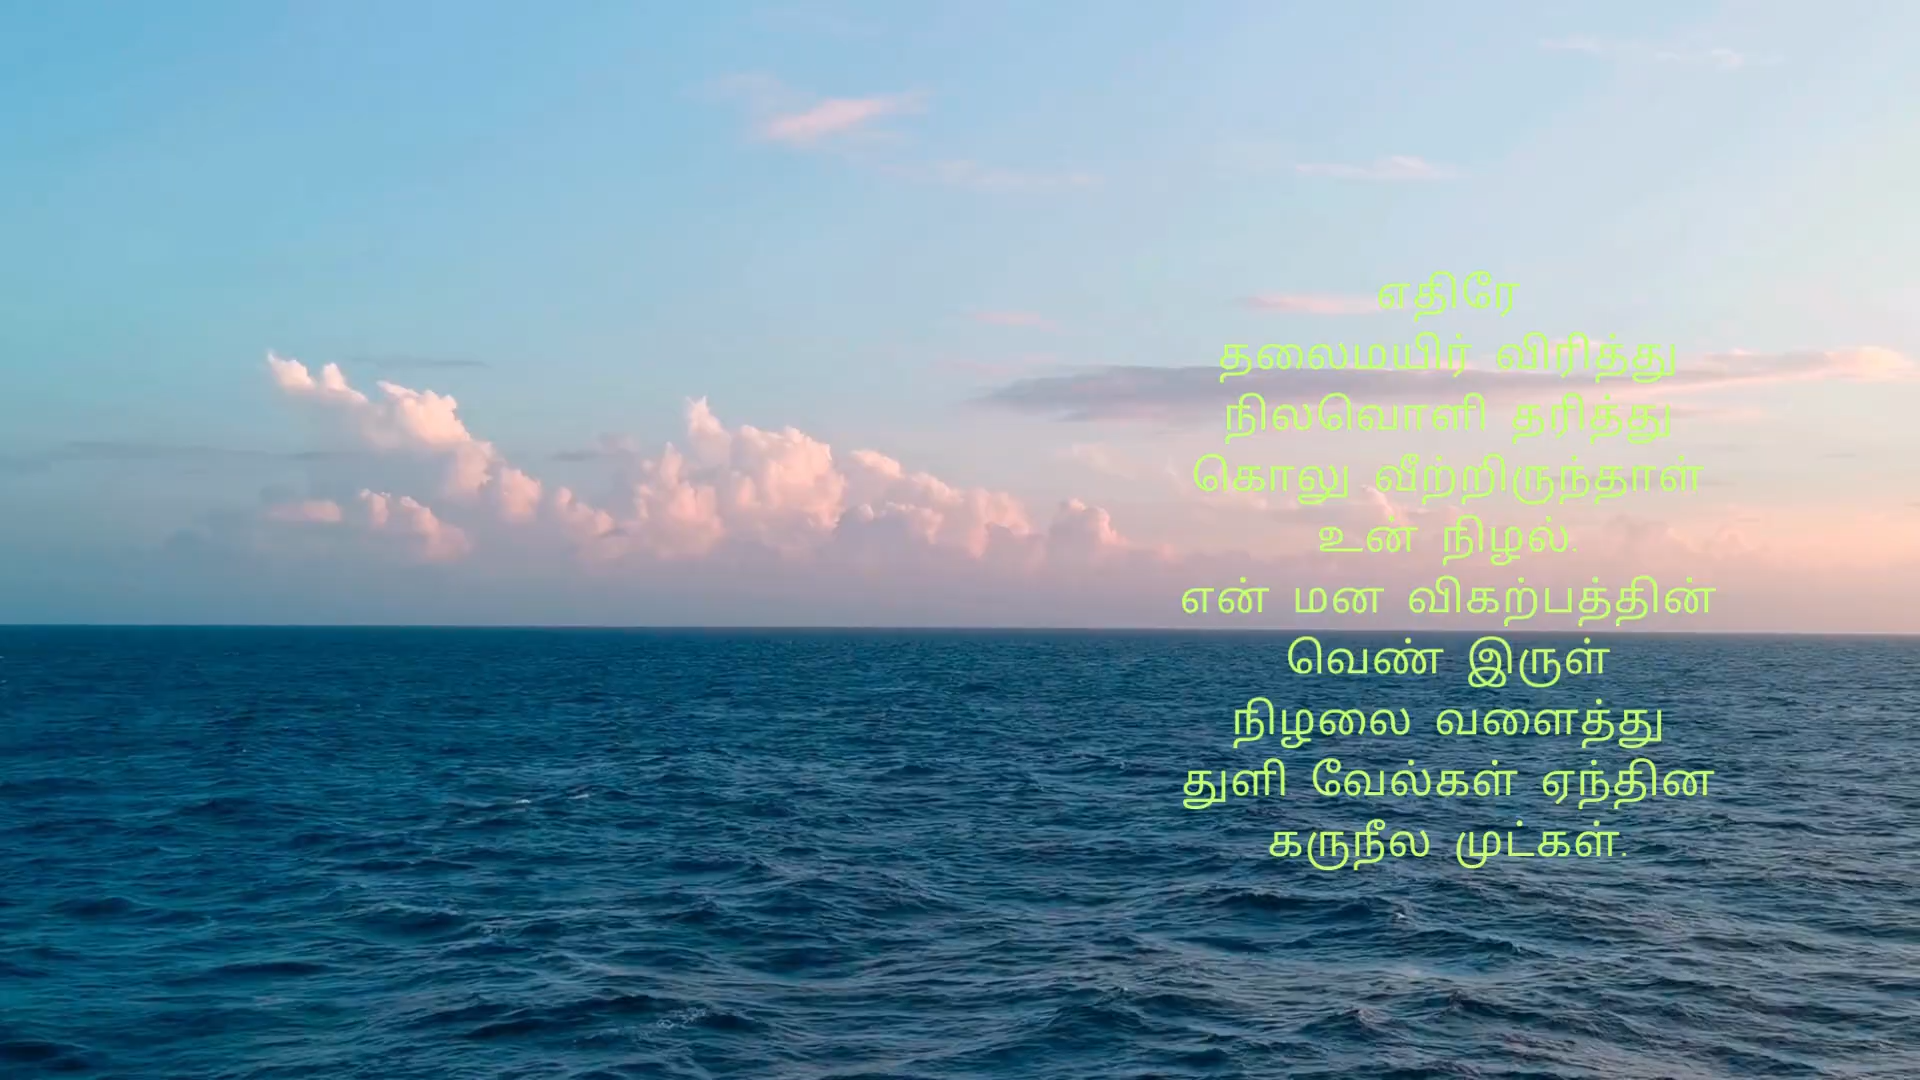 எதிரே
தலைமயிர் விரித்து
நிலவொளி தரித்து
கொலு வீற்றிருந்தாள்
உன் நிழல்.
என் மன விகற்பத்தின்
வெண் இருள்
நிழலை வளைத்து
துளி வேல்கள் ஏந்தின
கருநீல முட்கள்.